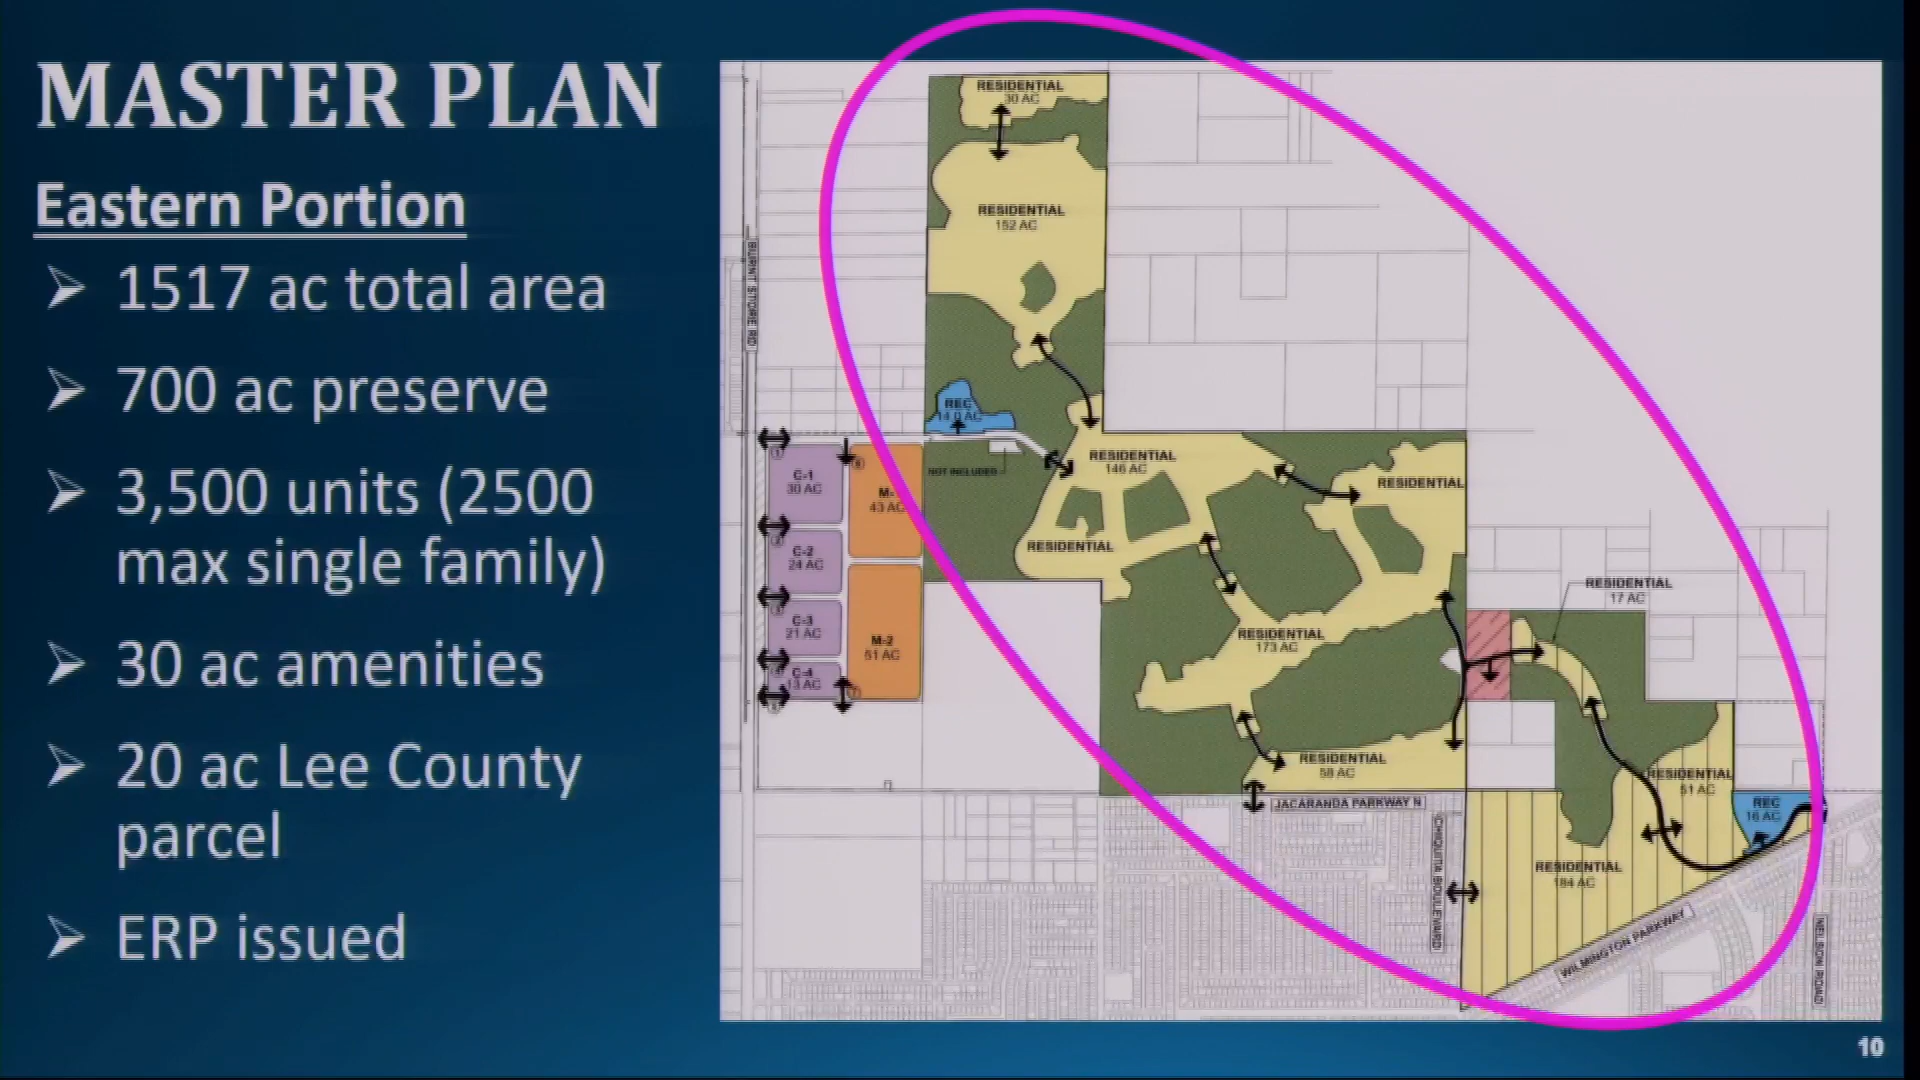 MASTER PLAN
Eastern Portion
1517 ac total area
700 ac preserve
3,500 units (2500
max single family)
30 ac amenities
20 ac Lee County
parcel
ERP issued
RESIDENTIAL
30 AC
RESIDENTIAL
152 AC
BURNT STORE RD
REC
14.0 AC
NOT INCLUDED
C-1
30 AC
M-
43 AC
C-2
24 AC
C-3
21 AC
M-2
51 AC
C-4
13 AC
RESIDENTIAL
146 AC
RESIDENTIAL
RESIDENTIAL
RESIDENTIAL
17 AC
RESIDENTIAL
173 AC
RESIDENTIAL
58 AC
RESIDENTIAL
51 AC
JACARANDA PARKWAY N
REC
16 AC
CHIQUITA BOULEVARD
RESIDENTIAL
184 AC
WILMINGTON PARKWAY
NELSON ROAD
10